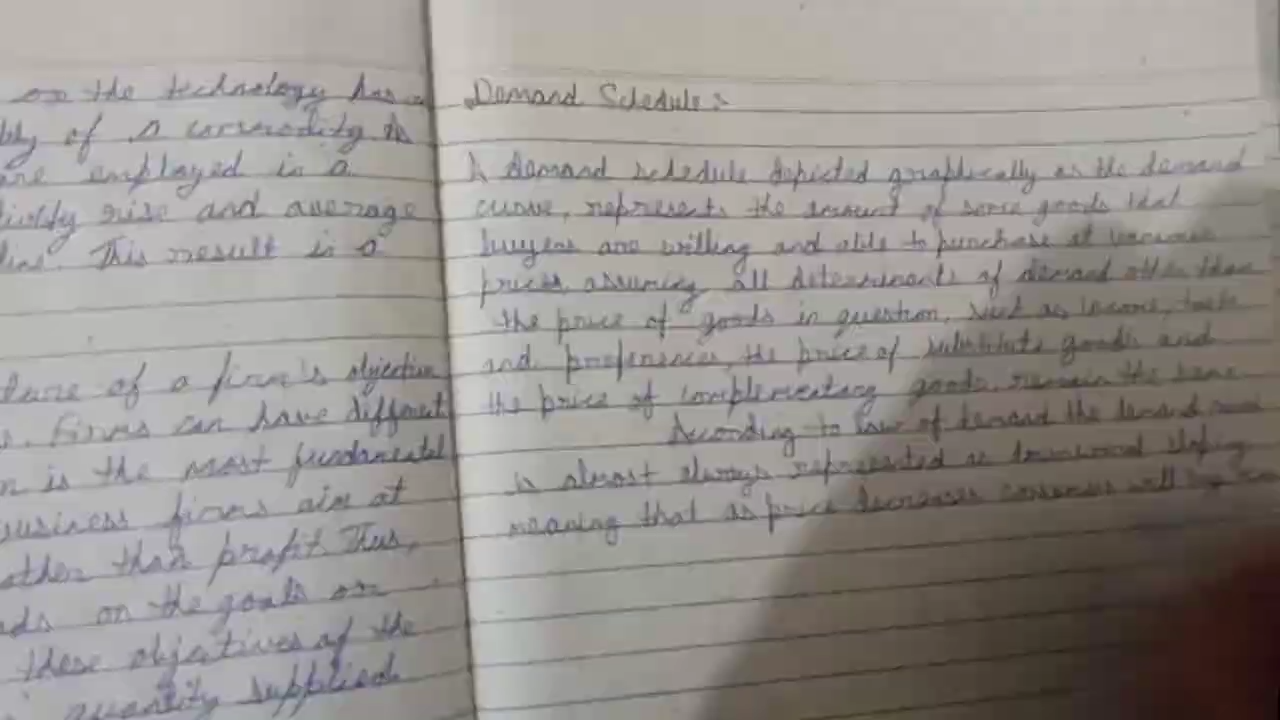 on the technology has
of a commodity is
are employed in a
rise and average
This result is a
of a firm's objective
Firms can have different
is the most fundamental
business firms aim at
than profit. Thus,
on the goals or
these objectives of the
quantity supplied
Demand Schedule :-
A demand schedule depicted graphically as the demand
curve, represents the amount of some goods that
buyers are willing and able to purchase at various
prices, assuming all determinants of demand other than
the price of goods in question, such as income, taste
and preferences, the price of substitute goods and
the price of complementary goods, remain the same
According to law of demand the demand
is almost always represented as downward sloping
meaning that as price decreases consumer will buy